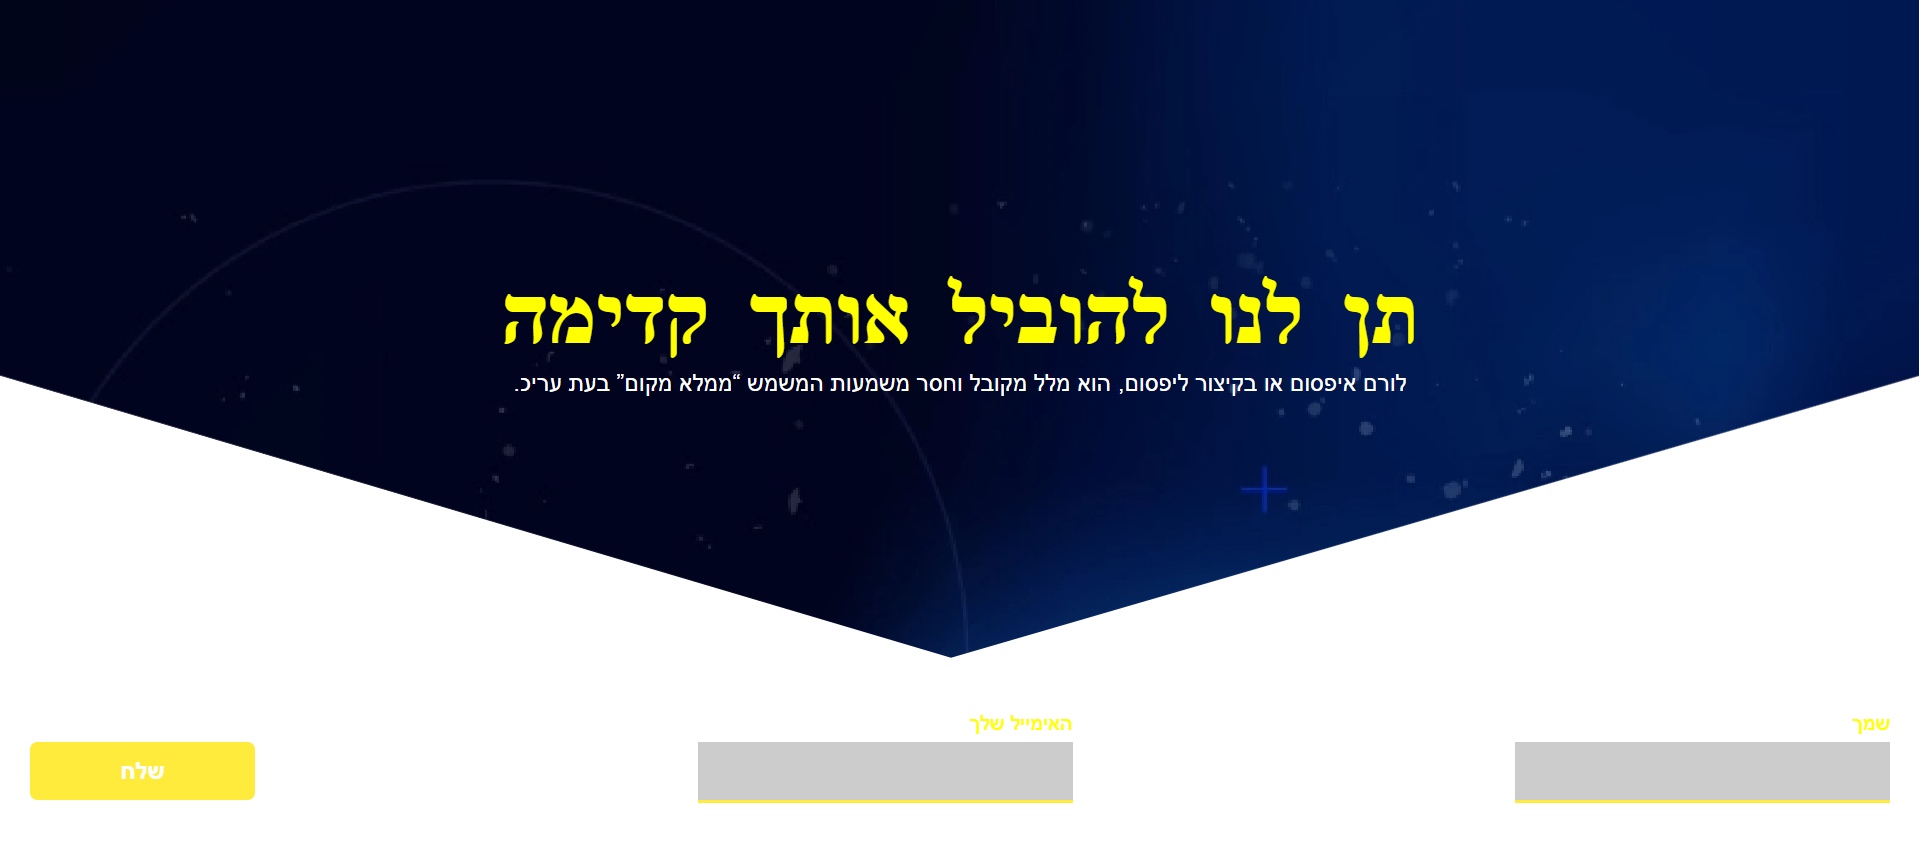 תן לנו להוביל אותך קדימה
לורם איפסום או בקיצור ליפסום, הוא מלל מקובל וחסר משמעות המשמש “ממלא מקום” בעת עריכ.
שמך
האימייל שלך
שלח